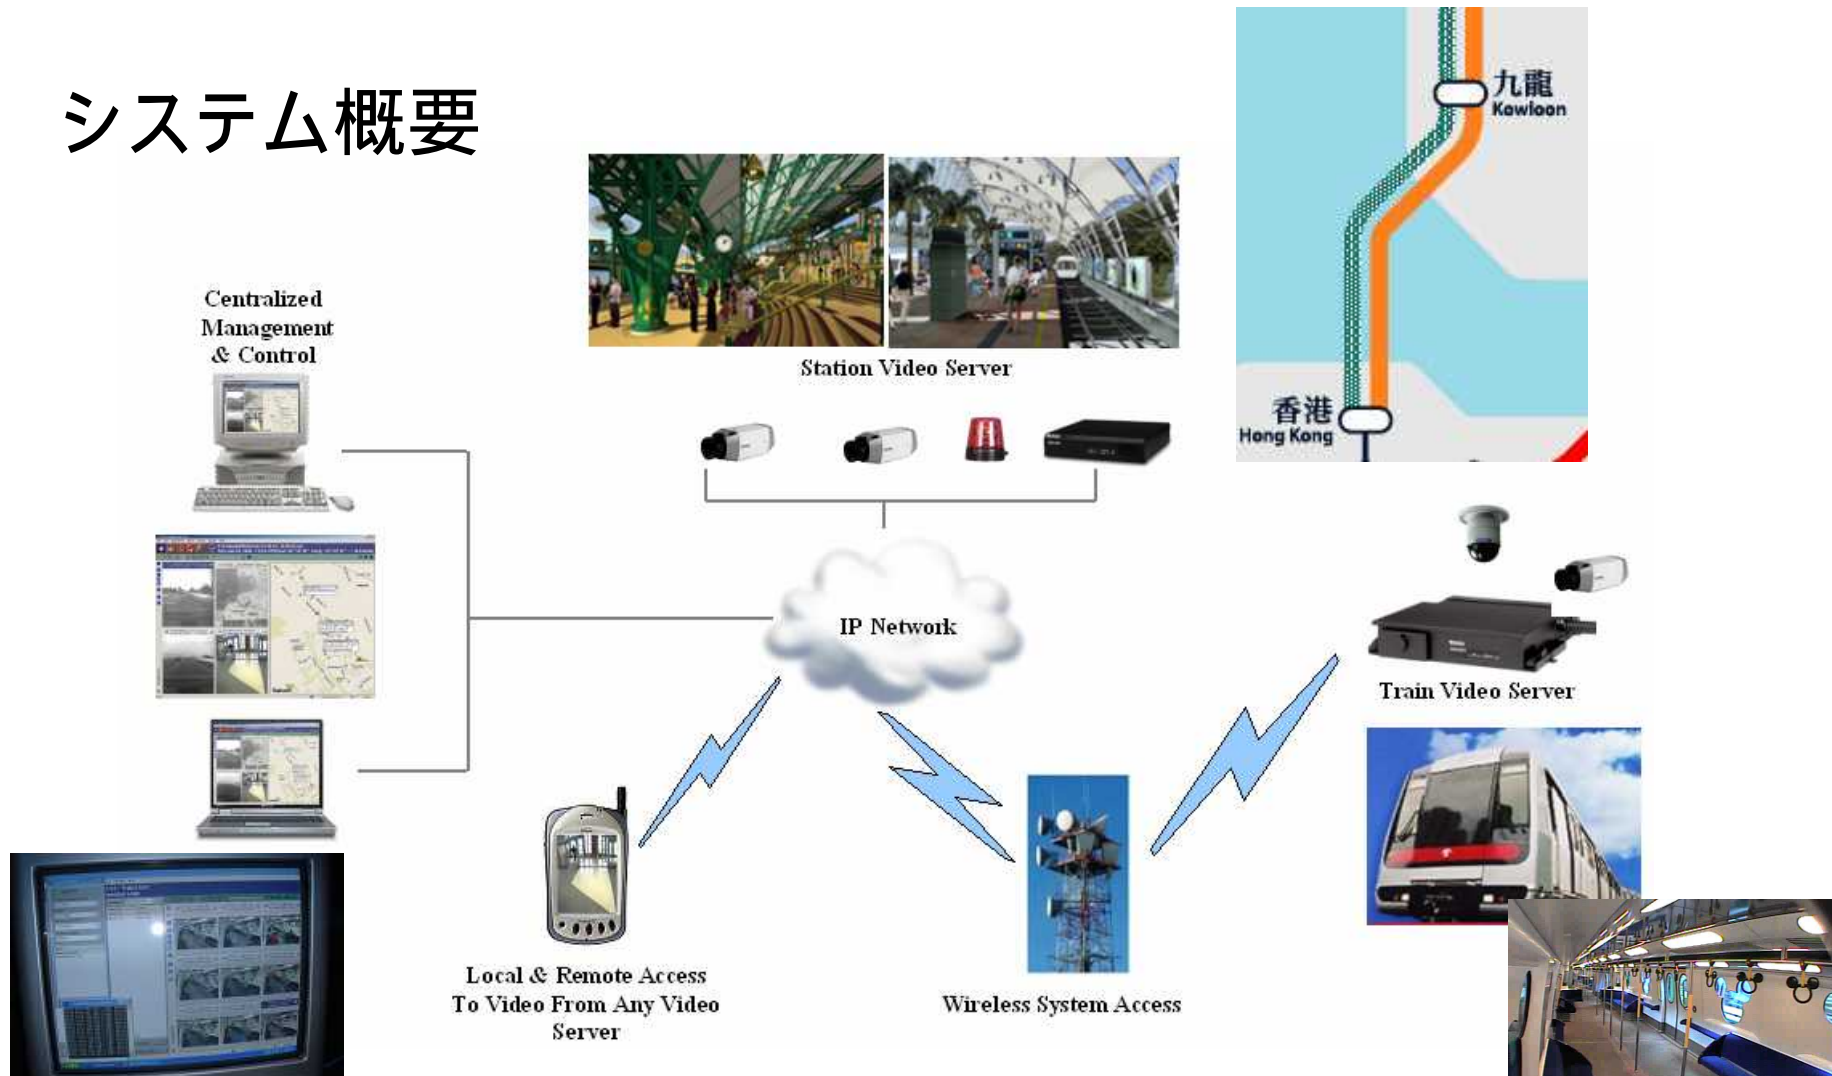 システム概要
九龍
Kowloon
香港
Hong Kong
Centralized
Management
& Control
Station Video Server
IP Network
Train Video Server
Local & Remote Access
To Video From Any Video
Server
Wireless System Access